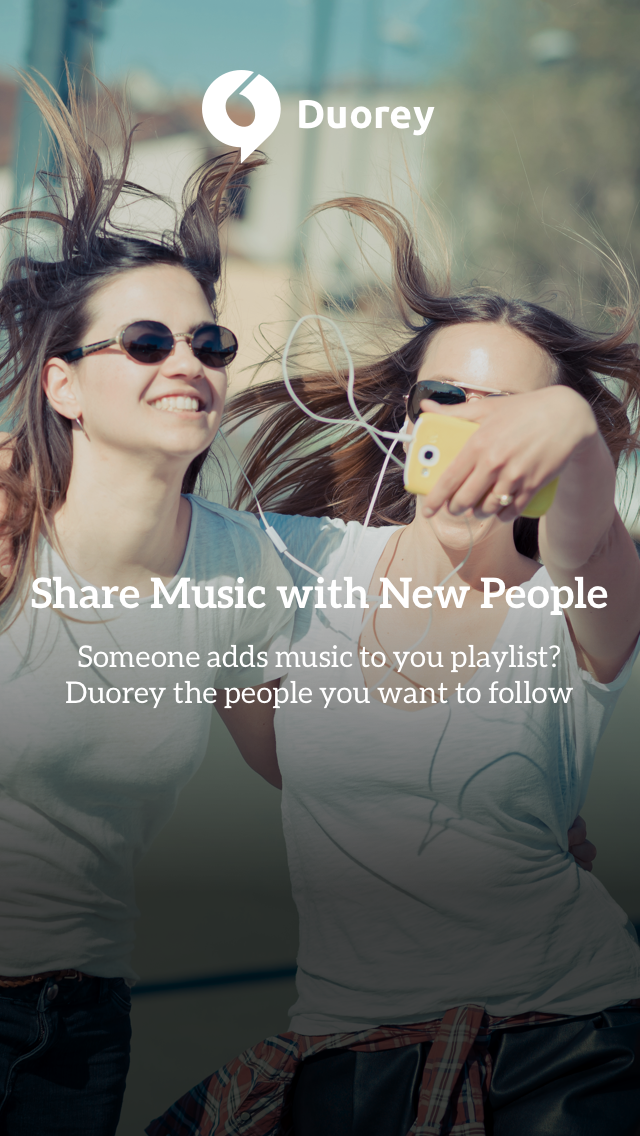 Duorey
Share Music with New People
Someone adds music to you playlist?
Duorey the people you want to follow